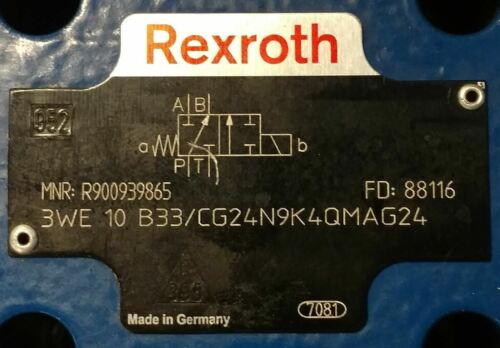 Rexroth
952
A B
a b
P T
MNR: R900939865 FD: 88116
3WE 10 B33/CG24N9K4QMAG24
Made in Germany 7081